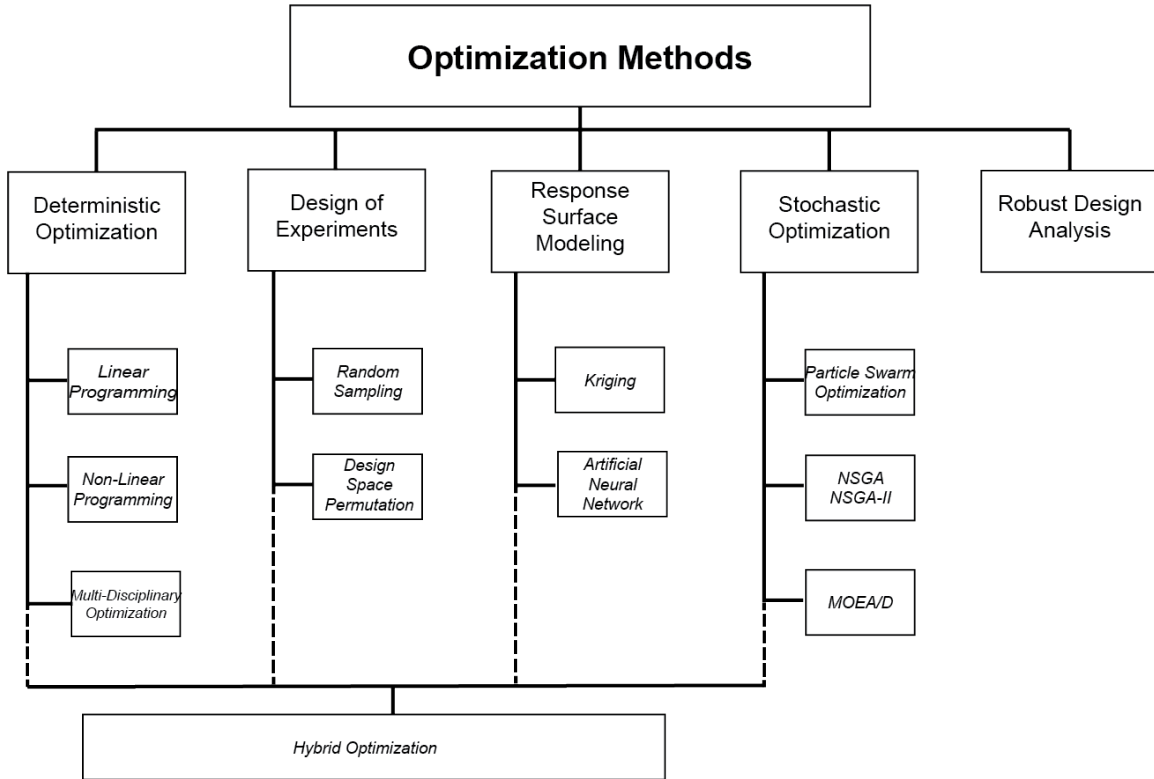 Optimization Methods
Deterministic
Optimization
Design of
Experiments
Response
Surface
Modeling
Stochastic
Optimization
Robust Design
Analysis
Linear
Programming
Random
Sampling
Kriging
Particle Swarm
Optimization
Non-Linear
Programming
Design
Space
Permutation
Artificial
Neural
Network
NSGA
NSGA-II
Multi-Disciplinary
Optimization
MOEA/D
Hybrid Optimization